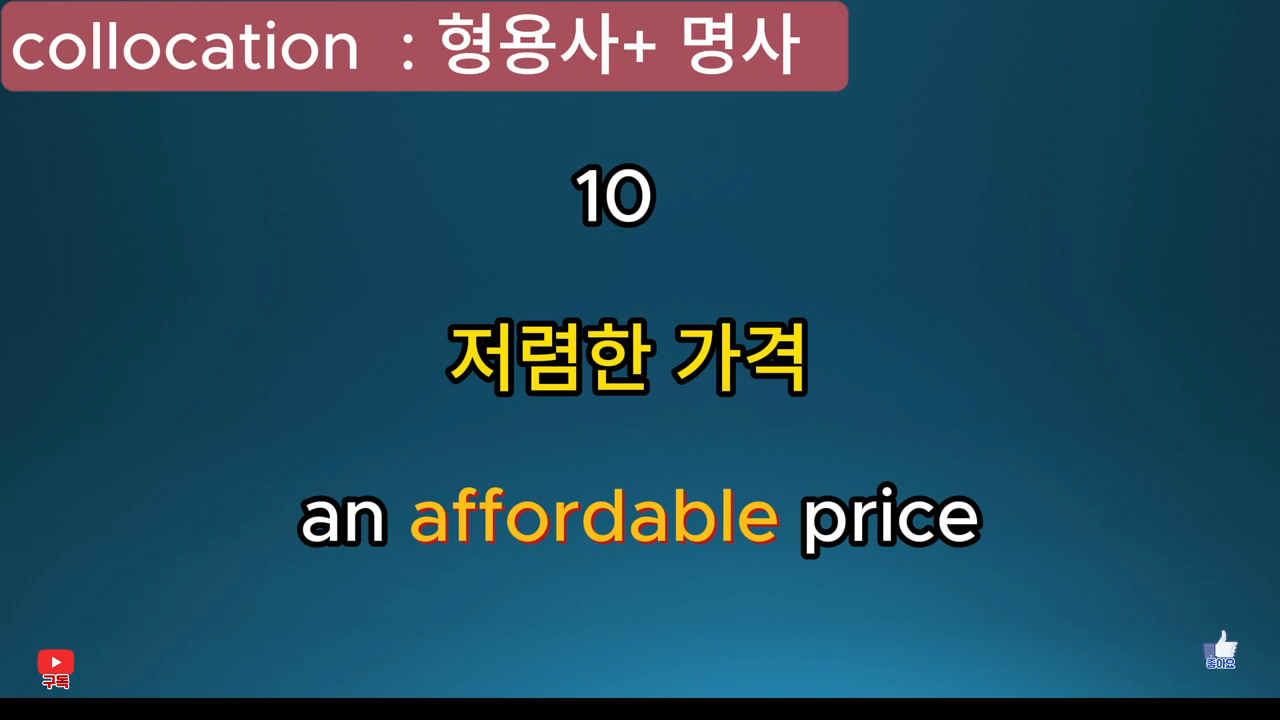 collocation : 형용사+ 명사
10
저렴한 가격
an affordable price
구독
좋아요